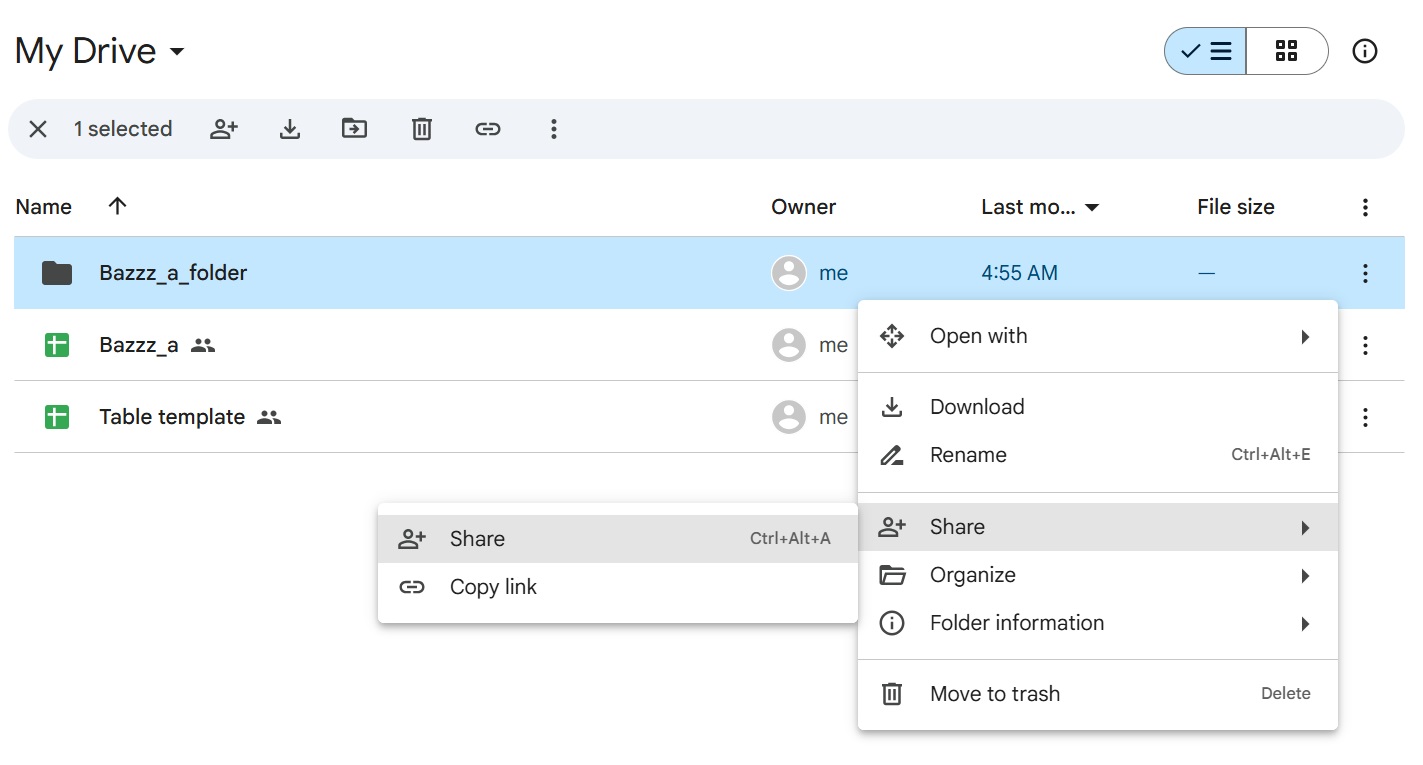 My Drive
1 selected
Name Owner Last mo... File size
Bazzz_a_folder me 4:55 AM —
Bazzz_a me
Table template me
Open with
Download
Rename Ctrl+Alt+E
Share
Organize
Folder information
Move to trash Delete
Share Ctrl+Alt+A
Copy link